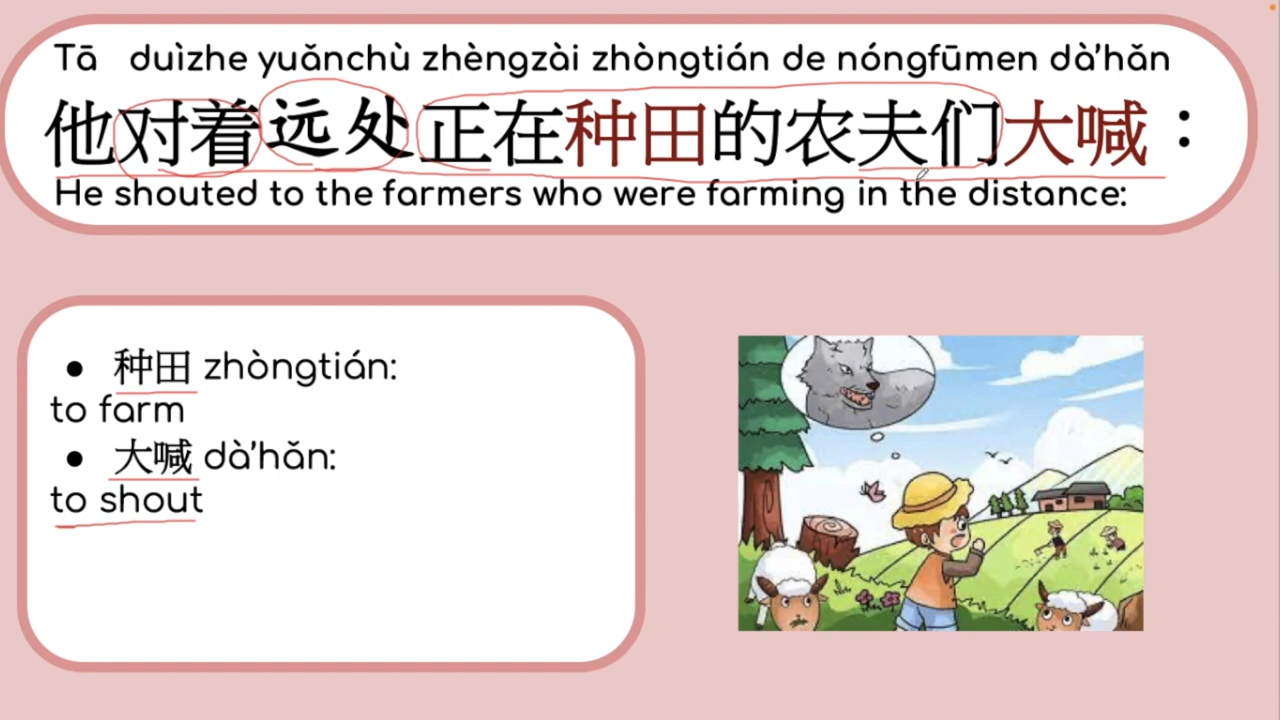 Tā duìzhe yuǎnchù zhèngzài zhòngtián de nóngfūmen dà’hǎn
他对着远处正在种田的农夫们大喊：
He shouted to the farmers who were farming in the distance:
● 种田 zhòngtián:
to farm
● 大喊 dà’hǎn:
to shout